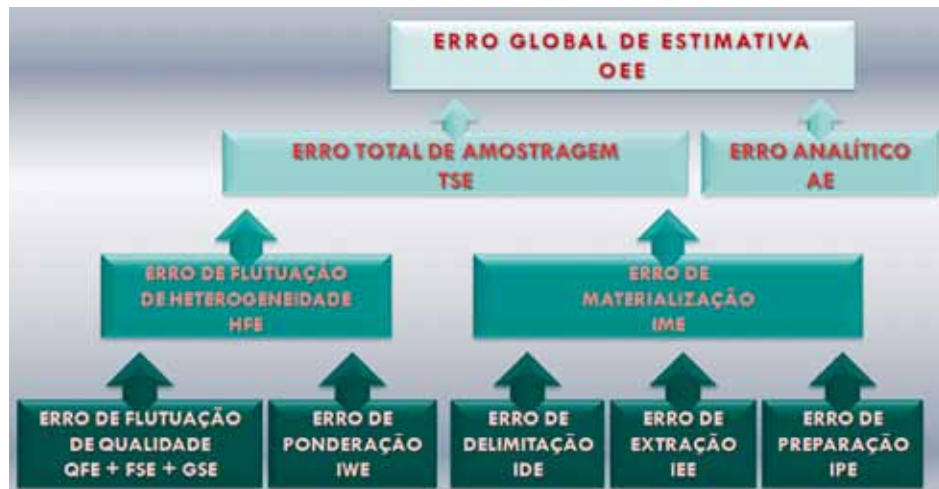 ERRO GLOBAL DE ESTIMATIVA
OEE
ERRO TOTAL DE AMOSTRAGEM
TSE
ERRO ANALÍTICO
AE
ERRO DE FLUTUAÇÃO
DE HETEROGENEIDADE
HFE
ERRO DE
MATERIALIZAÇÃO
IME
ERRO DE FLUTUAÇÃO
DE QUALIDADE
QFE + FSE + GSE
ERRO DE
PONDERAÇÃO
IWE
ERRO DE
DELIMITAÇÃO
IDE
ERRO DE
EXTRAÇÃO
IEE
ERRO DE
PREPARAÇÃO
IPE